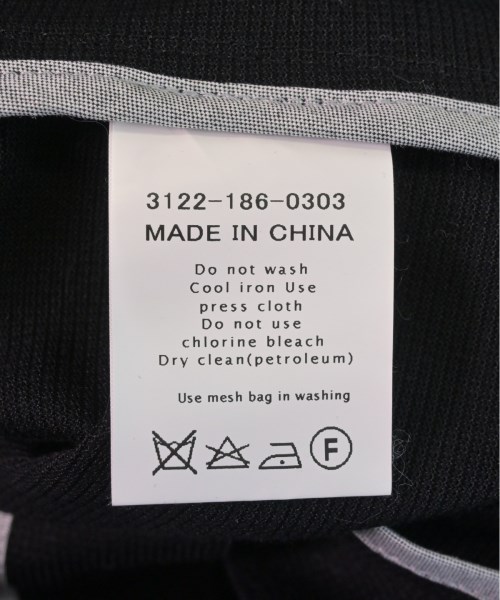 3122-186-0303
MADE IN CHINA
Do not wash
Cool iron Use
press cloth
Do not use
chlorine bleach
Dry clean(petroleum)
Use mesh bag in washing
F